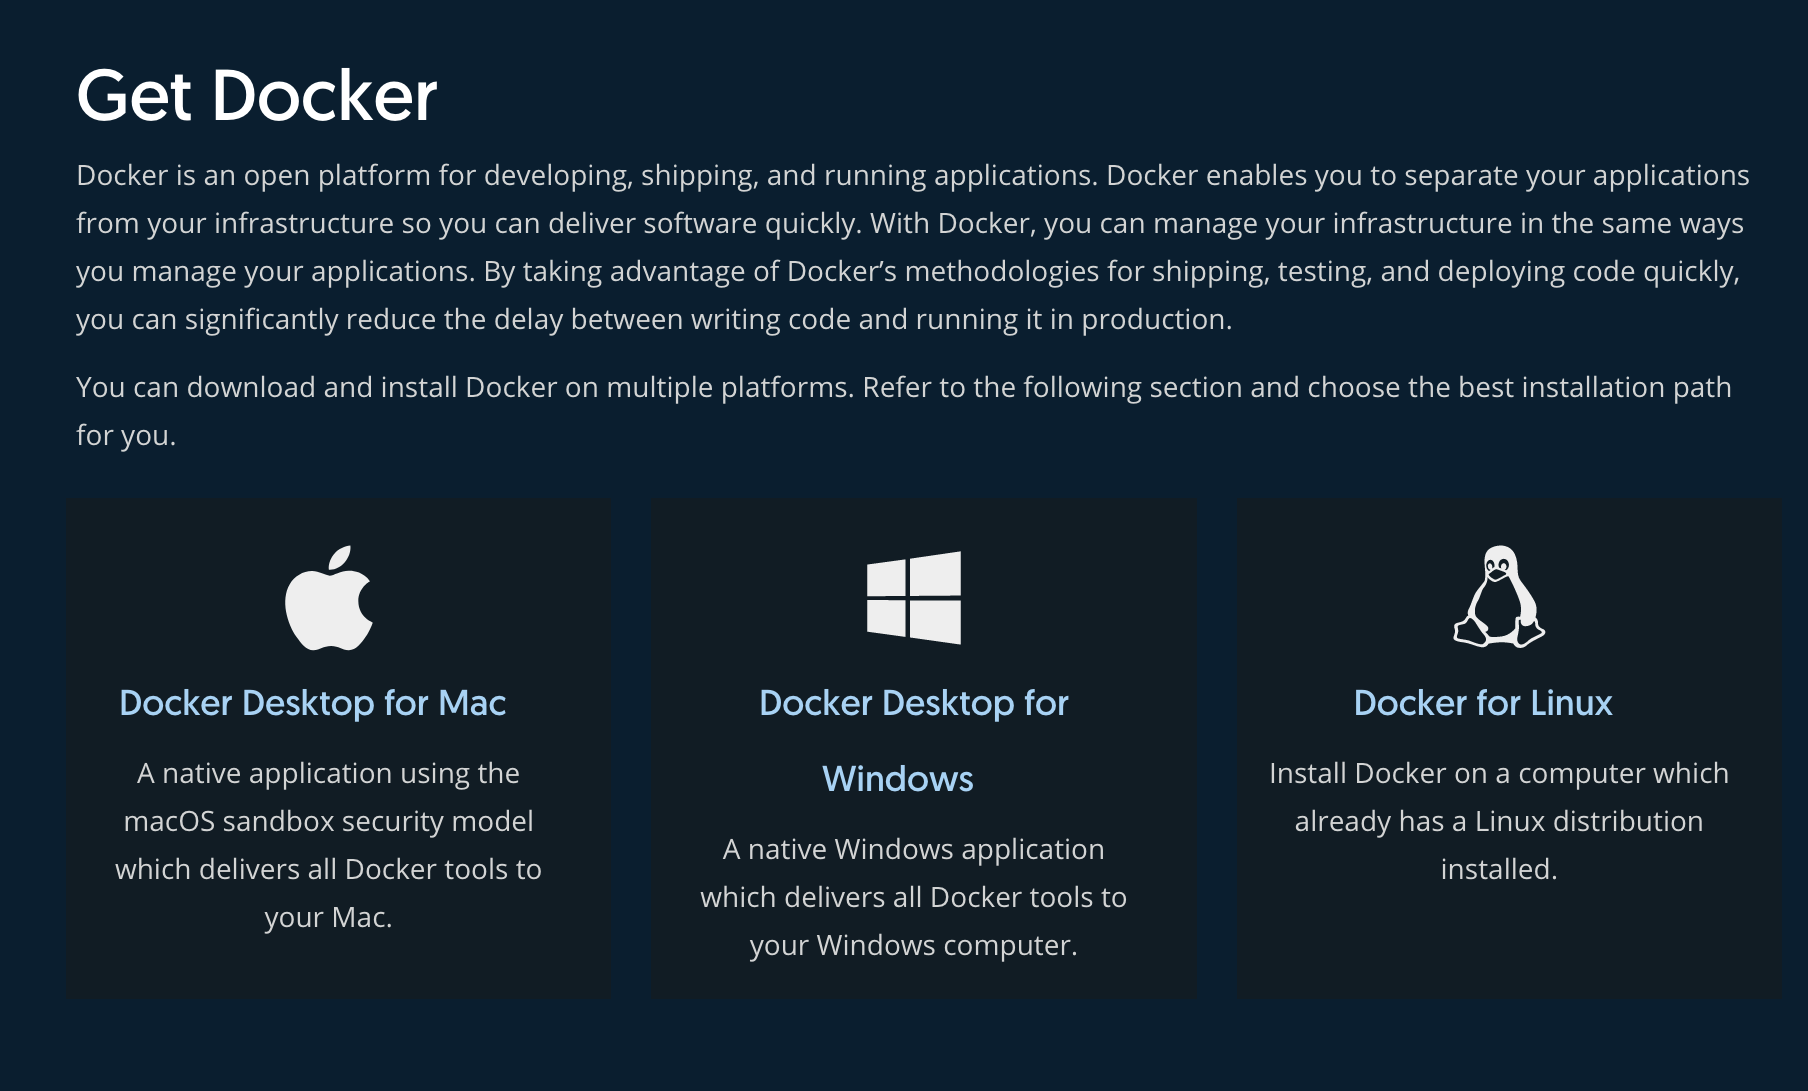 Get Docker
Docker is an open platform for developing, shipping, and running applications. Docker enables you to separate your applications
from your infrastructure so you can deliver software quickly. With Docker, you can manage your infrastructure in the same ways
you manage your applications. By taking advantage of Docker’s methodologies for shipping, testing, and deploying code quickly,
you can significantly reduce the delay between writing code and running it in production.
You can download and install Docker on multiple platforms. Refer to the following section and choose the best installation path
for you.
Docker Desktop for Mac
A native application using the
macOS sandbox security model
which delivers all Docker tools to
your Mac.
Docker Desktop for
Windows
A native Windows application
which delivers all Docker tools to
your Windows computer.
Docker for Linux
Install Docker on a computer which
already has a Linux distribution
installed.